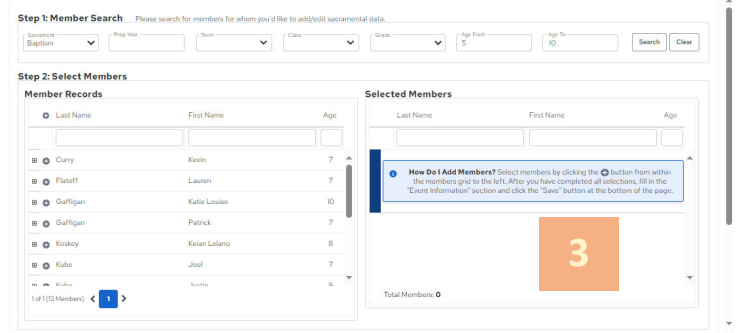 Step 1: Member Search Please search for members for whom you'd like to add/edit sacramental data.
Sacrament Prep Year Term Class Grade Age From Age To
Baptism 5 10 Search Clear
Step 2: Select Members
Member Records
Last Name First Name Age
Curry Kevin 7
Flatoff Lauren 7
Gaffigan Katie Louise 10
Gaffigan Patrick 7
Koskey Keian Lelano 8
Kube Joel 7
Kube Justin 9
1 of 1 (13 Members) 1
Selected Members
Last Name First Name Age
How Do I Add Members? Select members by clicking the button from within
the members grid to the left. After you have completed all selections, fill in the
"Event Information" section and click the "Save" button at the bottom of the page.
3
Total Members: 0